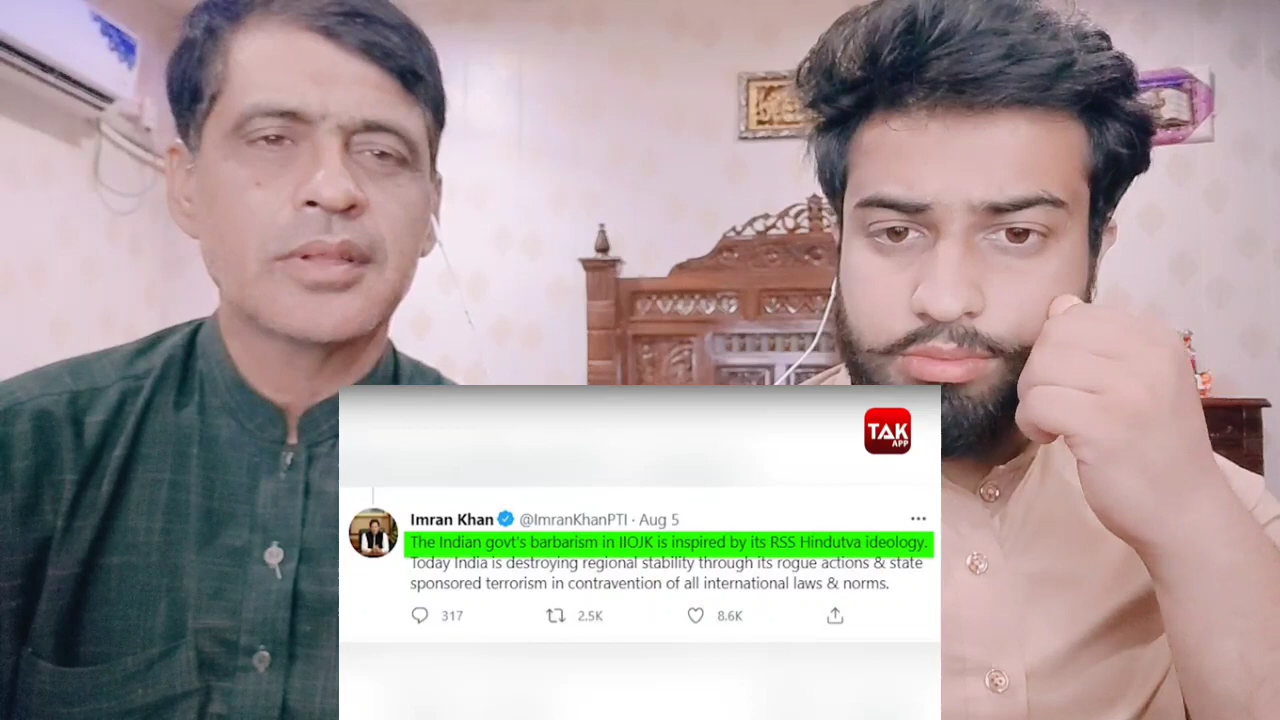 TAK
APP
Imran Khan @ImranKhanPTI · Aug 5
The Indian govt's barbarism in IIOJK is inspired by its RSS Hindutva ideology.
Today India is destroying regional stability through its rogue actions & state
sponsored terrorism in contravention of all international laws & norms.
317 2.5K 8.6K